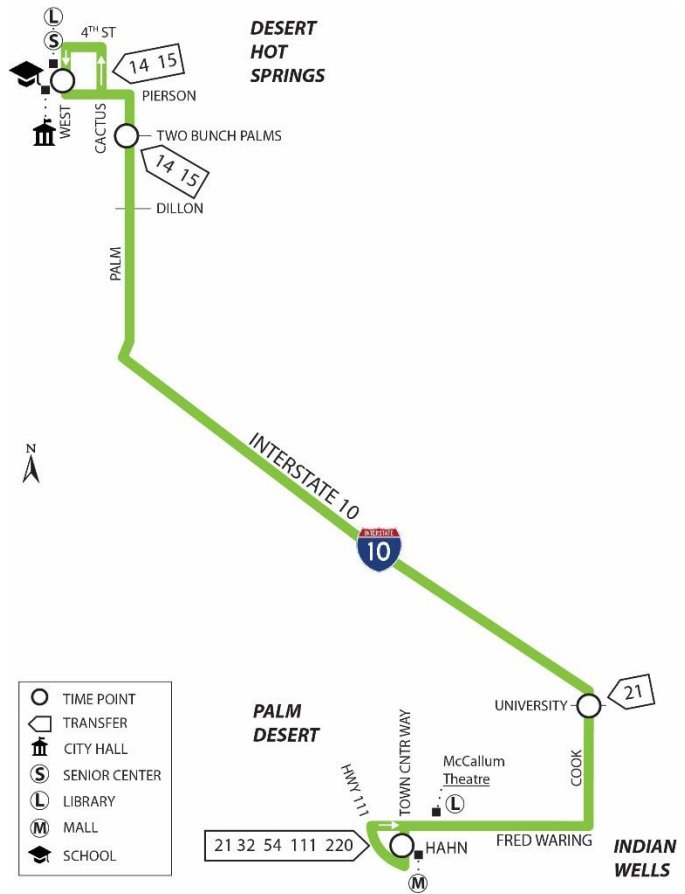 L
S
4TH ST
DESERT
HOT
SPRINGS
14 15
PIERSON
WEST
CACTUS
TWO BUNCH PALMS
14 15
DILLON
PALM
N
INTERSTATE 10
INTERSTATE
10
TIME POINT
TRANSFER
CITY HALL
S SENIOR CENTER
L LIBRARY
M MALL
SCHOOL
PALM
DESERT
UNIVERSITY
21
HWY 111
TOWN CNTR WAY
McCallum
Theatre
L
COOK
21 32 54 111 220
HAHN
FRED WARING
M
INDIAN
WELLS